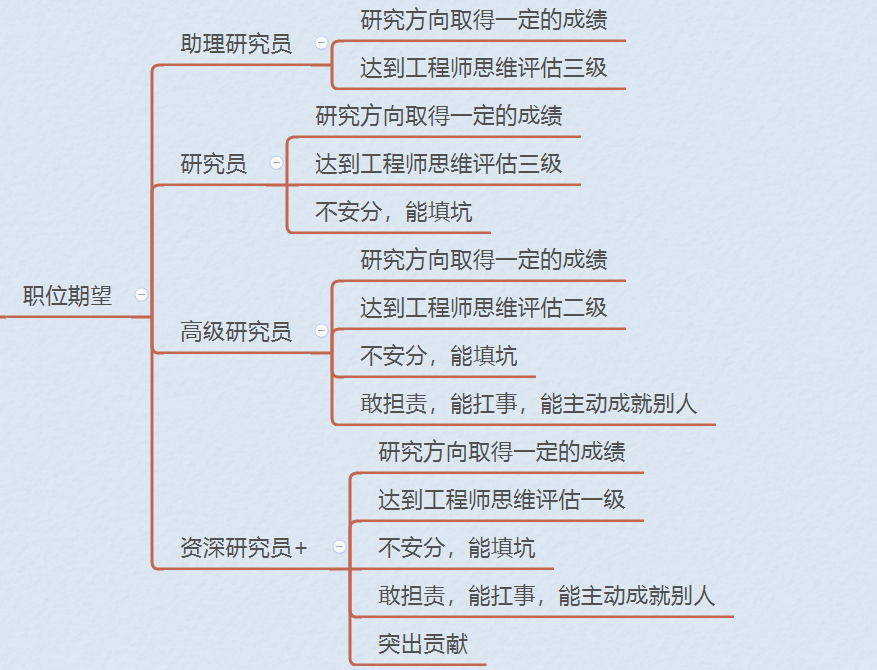 职位期望
助理研究员
研究方向取得一定的成绩
达到工程师思维评估三级
研究员
研究方向取得一定的成绩
达到工程师思维评估三级
不安分，能填坑
高级研究员
研究方向取得一定的成绩
达到工程师思维评估二级
不安分，能填坑
敢担责，能扛事，能主动成就别人
资深研究员+
研究方向取得一定的成绩
达到工程师思维评估一级
不安分，能填坑
敢担责，能扛事，能主动成就别人
突出贡献